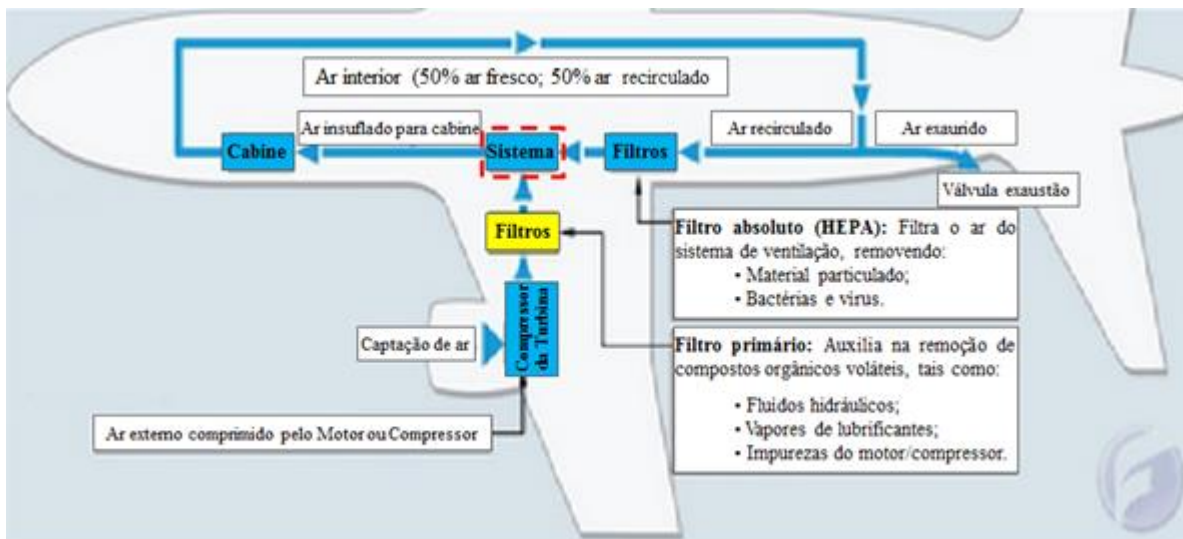 Ar interior (50% ar fresco; 50% ar recirculado
Ar insuflado para cabine
Ar recirculado
Ar exaurido
Cabine
Sistema
Filtros
Válvula exaustão
Filtros
Filtro absoluto (HEPA): Filtra o ar do
sistema de ventilação, removendo:
• Material particulado;
• Bactérias e vírus.
Compressor
da Turbina
Captação de ar
Filtro primário: Auxilia na remoção de
compostos orgânicos voláteis, tais como:
• Fluidos hidráulicos;
• Vapores de lubrificantes;
• Impurezas do motor/compressor.
Ar externo comprimido pelo Motor ou Compressor